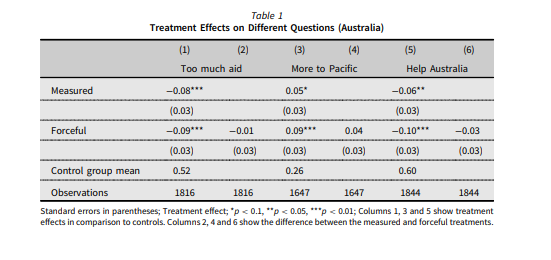 Table 1
Treatment Effects on Different Questions (Australia)
(1) (2) (3) (4) (5) (6)
Too much aid More to Pacific Help Australia
Measured −0.08*** 0.05* −0.06**
(0.03) (0.03) (0.03)
Forceful −0.09*** −0.01 0.09*** 0.04 −0.10*** −0.03
(0.03) (0.03) (0.03) (0.03) (0.03) (0.03)
Control group mean 0.52 0.26 0.60
Observations 1816 1816 1647 1647 1844 1844
Standard errors in parentheses; Treatment effect; *p < 0.1, **p < 0.05, ***p < 0.01; Columns 1, 3 and 5 show treatment
effects in comparison to controls. Columns 2, 4 and 6 show the difference between the measured and forceful treatments.